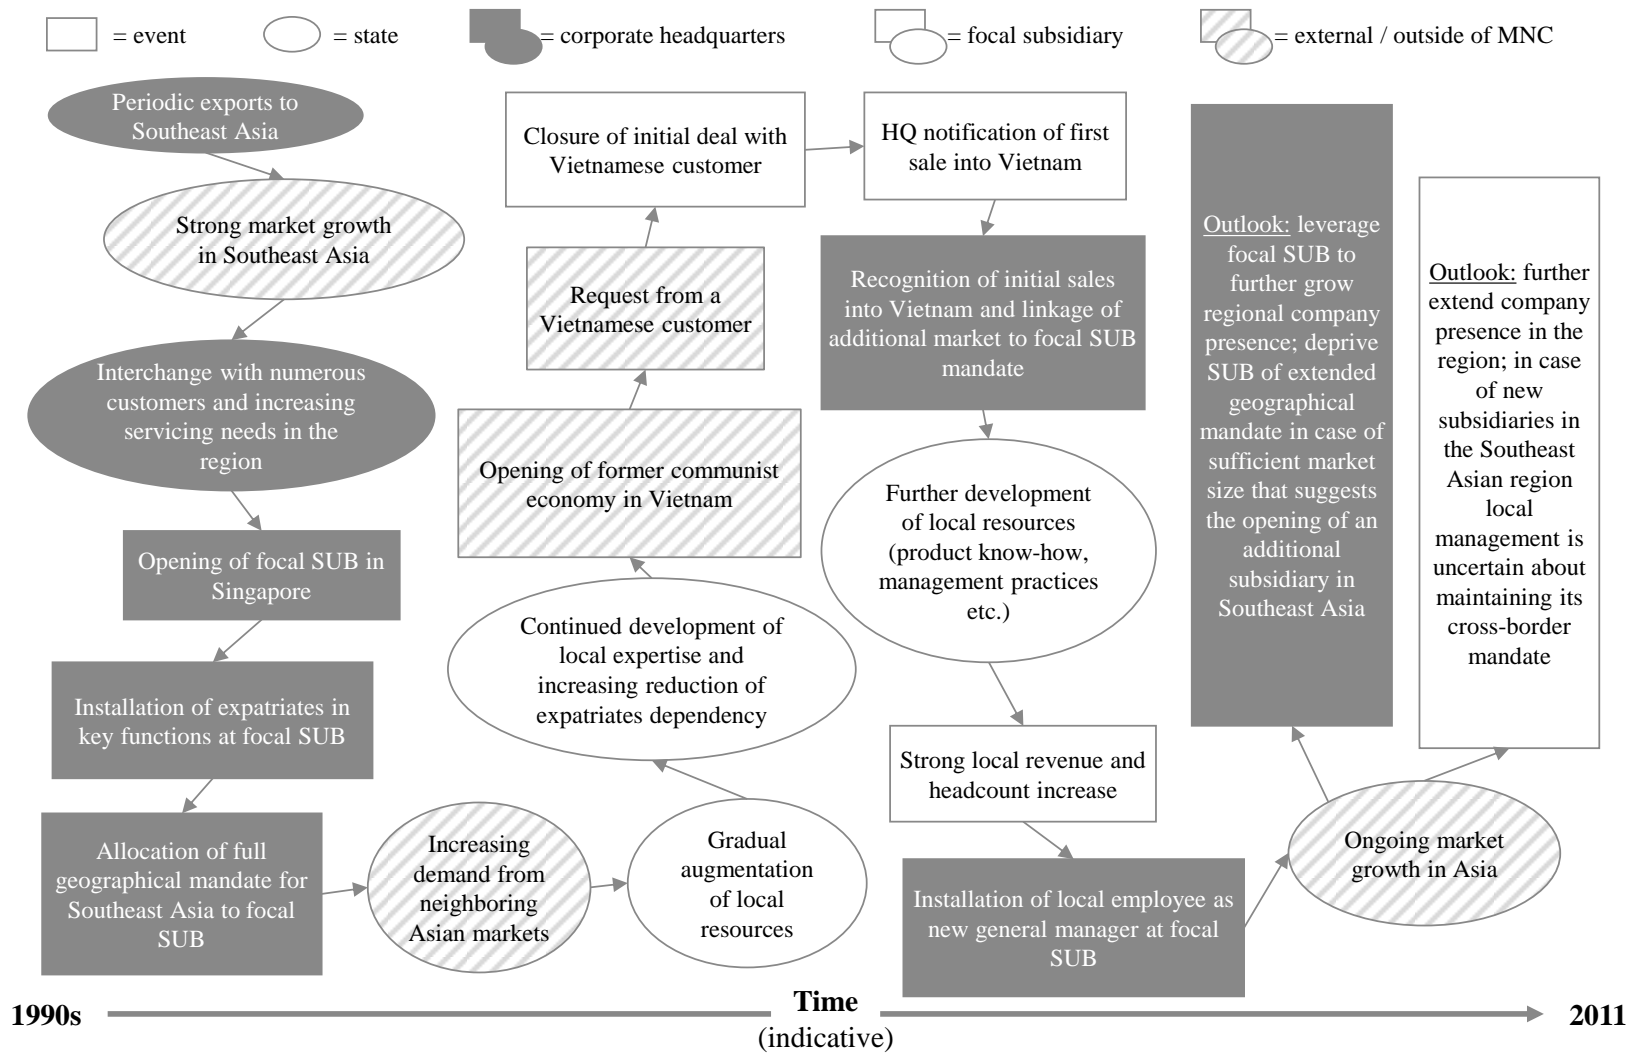 = event
= state
= corporate headquarters
= focal subsidiary
= external / outside of MNC
Periodic exports to
Southeast Asia
Strong market growth
in Southeast Asia
Interchange with numerous
customers and increasing
servicing needs in the
region
Opening of focal SUB in
Singapore
Installation of expatriates in
key functions at focal SUB
Allocation of full
geographical mandate for
Southeast Asia to focal
SUB
Increasing
demand from
neighboring
Asian markets
Gradual
augmentation
of local
resources
Continued development of
local expertise and
increasing reduction of
expatriates dependency
Opening of former communist
economy in Vietnam
Request from a
Vietnamese customer
Closure of initial deal with
Vietnamese customer
HQ notification of first
sale into Vietnam
Recognition of initial sales
into Vietnam and linkage of
additional market to focal SUB
mandate
Further development
of local resources
(product know-how,
management practices
etc.)
Strong local revenue and
headcount increase
Installation of local employee as
new general manager at focal
SUB
Ongoing market
growth in Asia
Outlook: leverage
focal SUB to
further grow
regional company
presence; deprive
SUB of extended
geographical
mandate in case of
sufficient market
size that suggests
the opening of an
additional
subsidiary in
Southeast Asia
Outlook: further
extend company
presence in the
region; in case
of new
subsidiaries in
the Southeast
Asian region
local
management is
uncertain about
maintaining its
cross-border
mandate
1990s
Time
(indicative)
2011